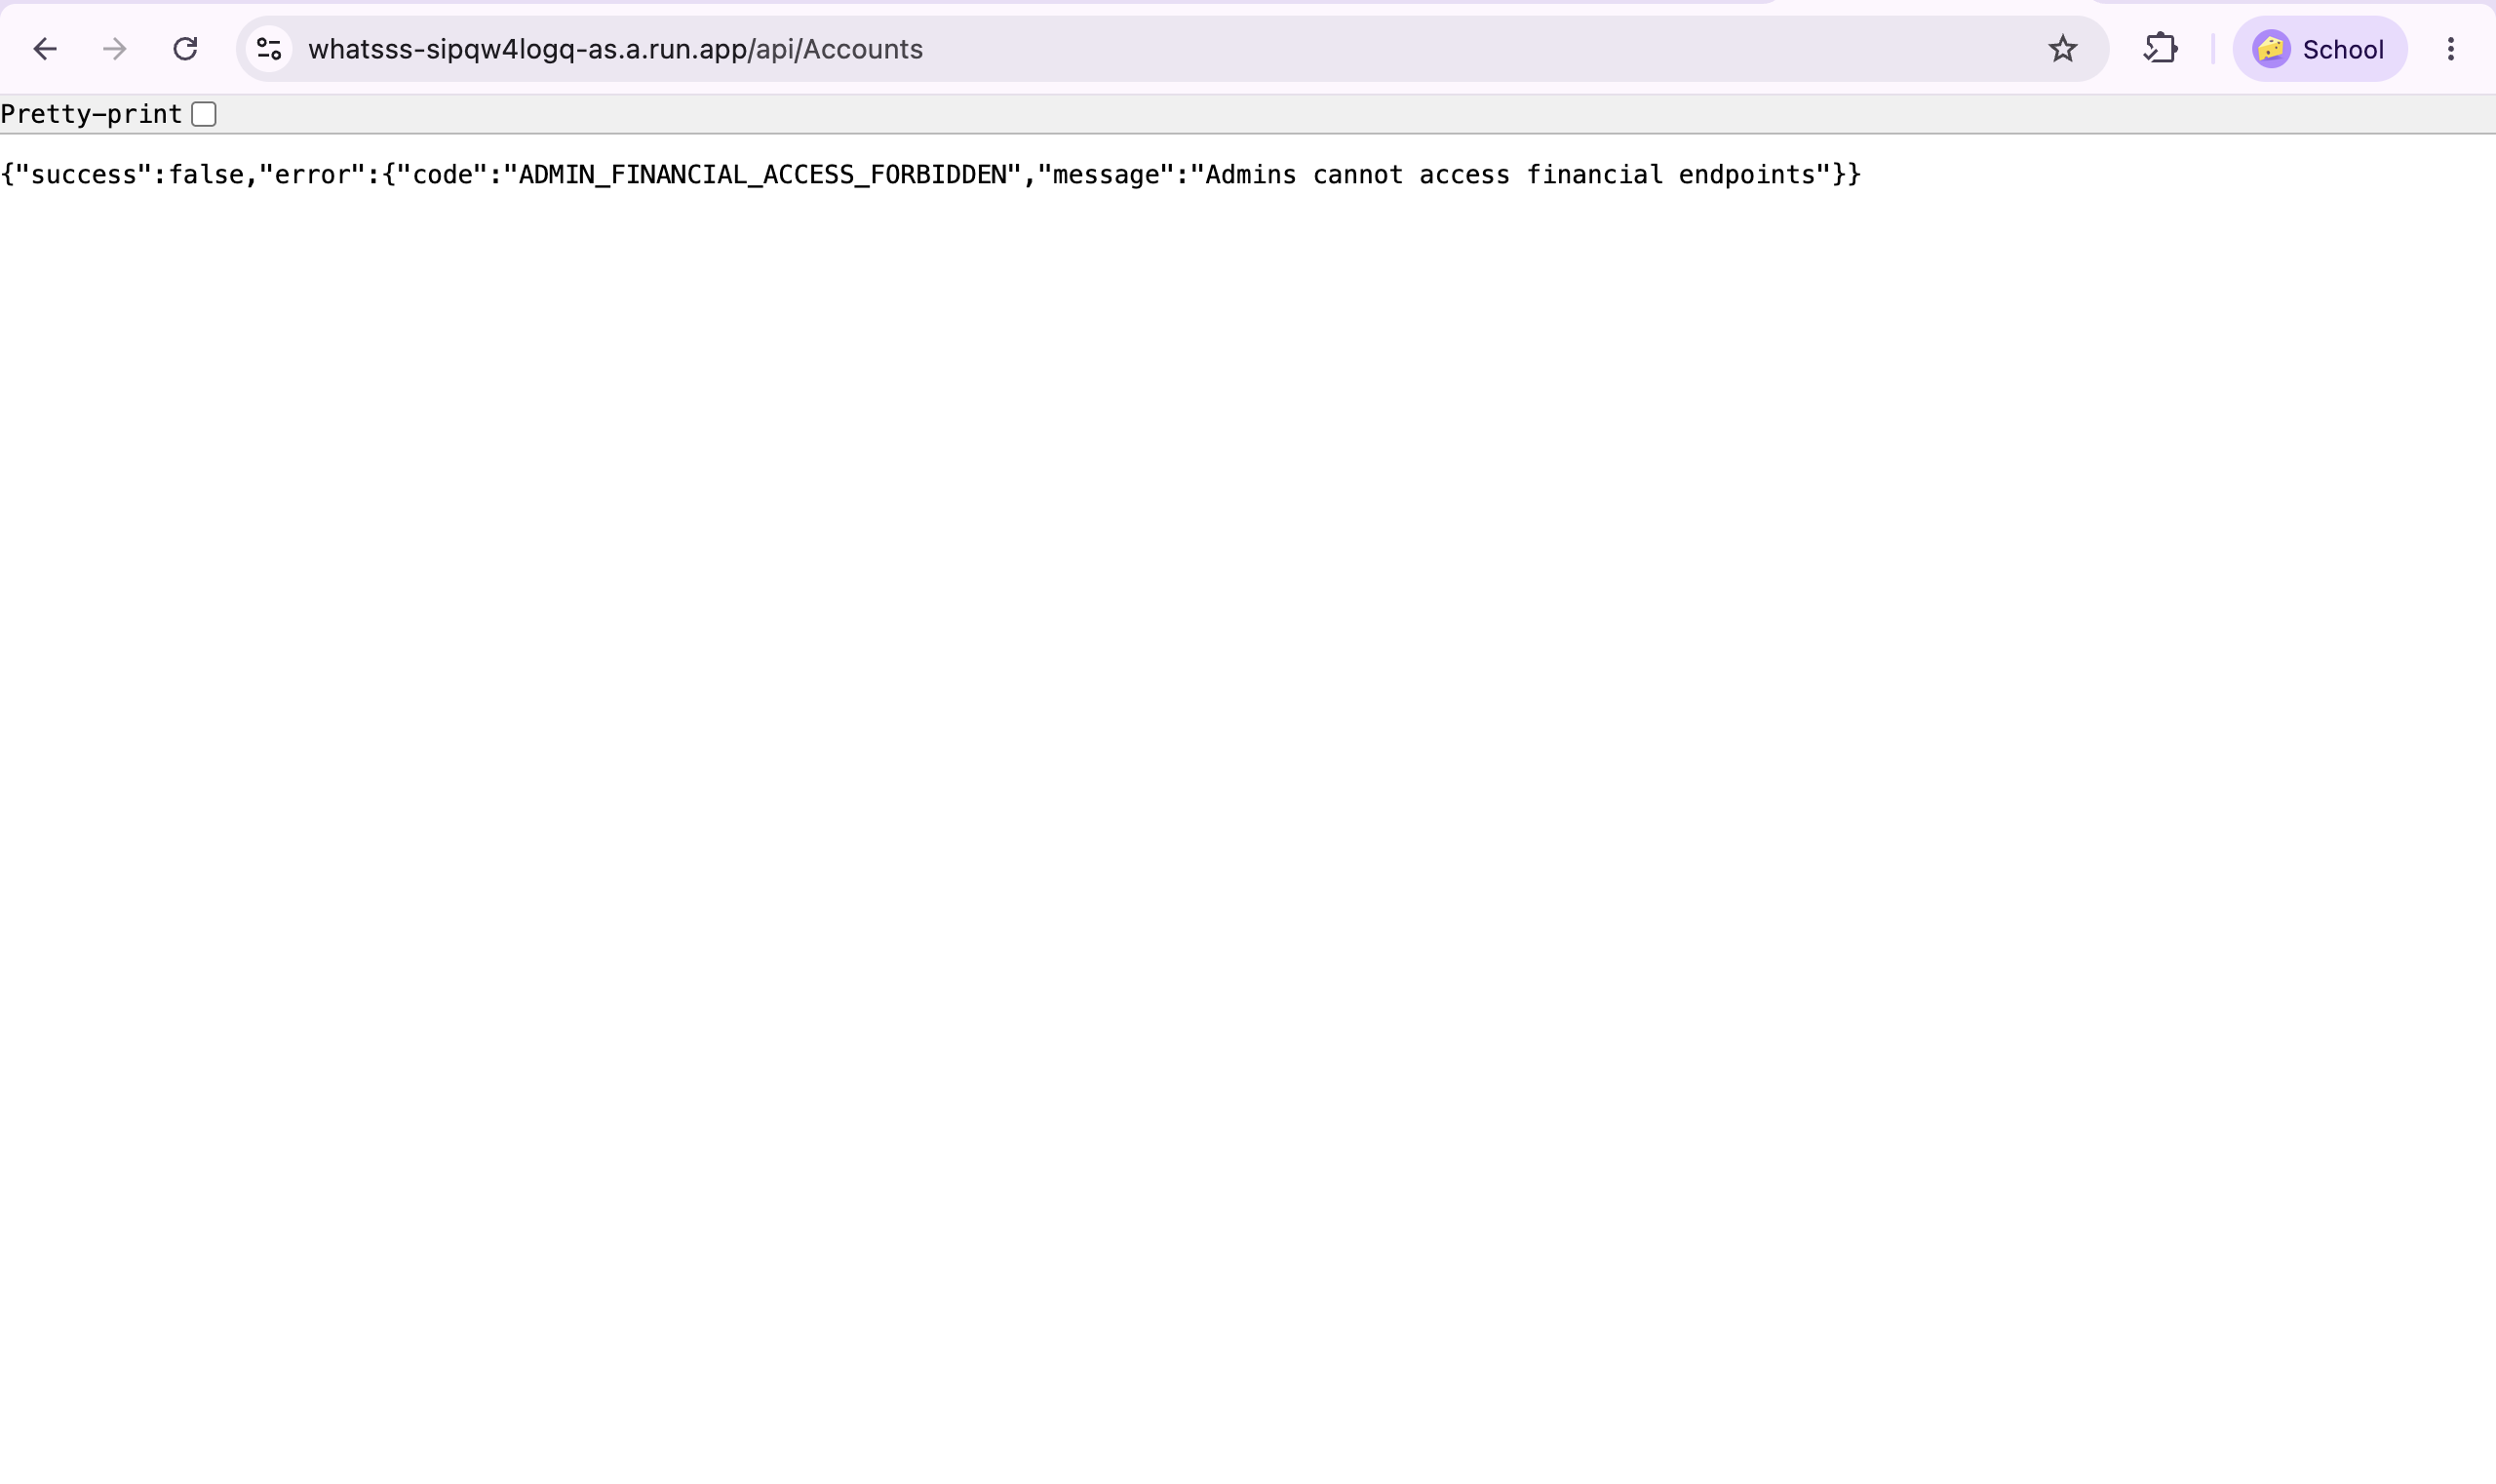 whatsss-sipqw4logq-as.a.run.app/api/Accounts
School
Pretty-print
{"success":false,"error":{"code":"ADMIN_FINANCIAL_ACCESS_FORBIDDEN","message":"Admins cannot access financial endpoints"}}